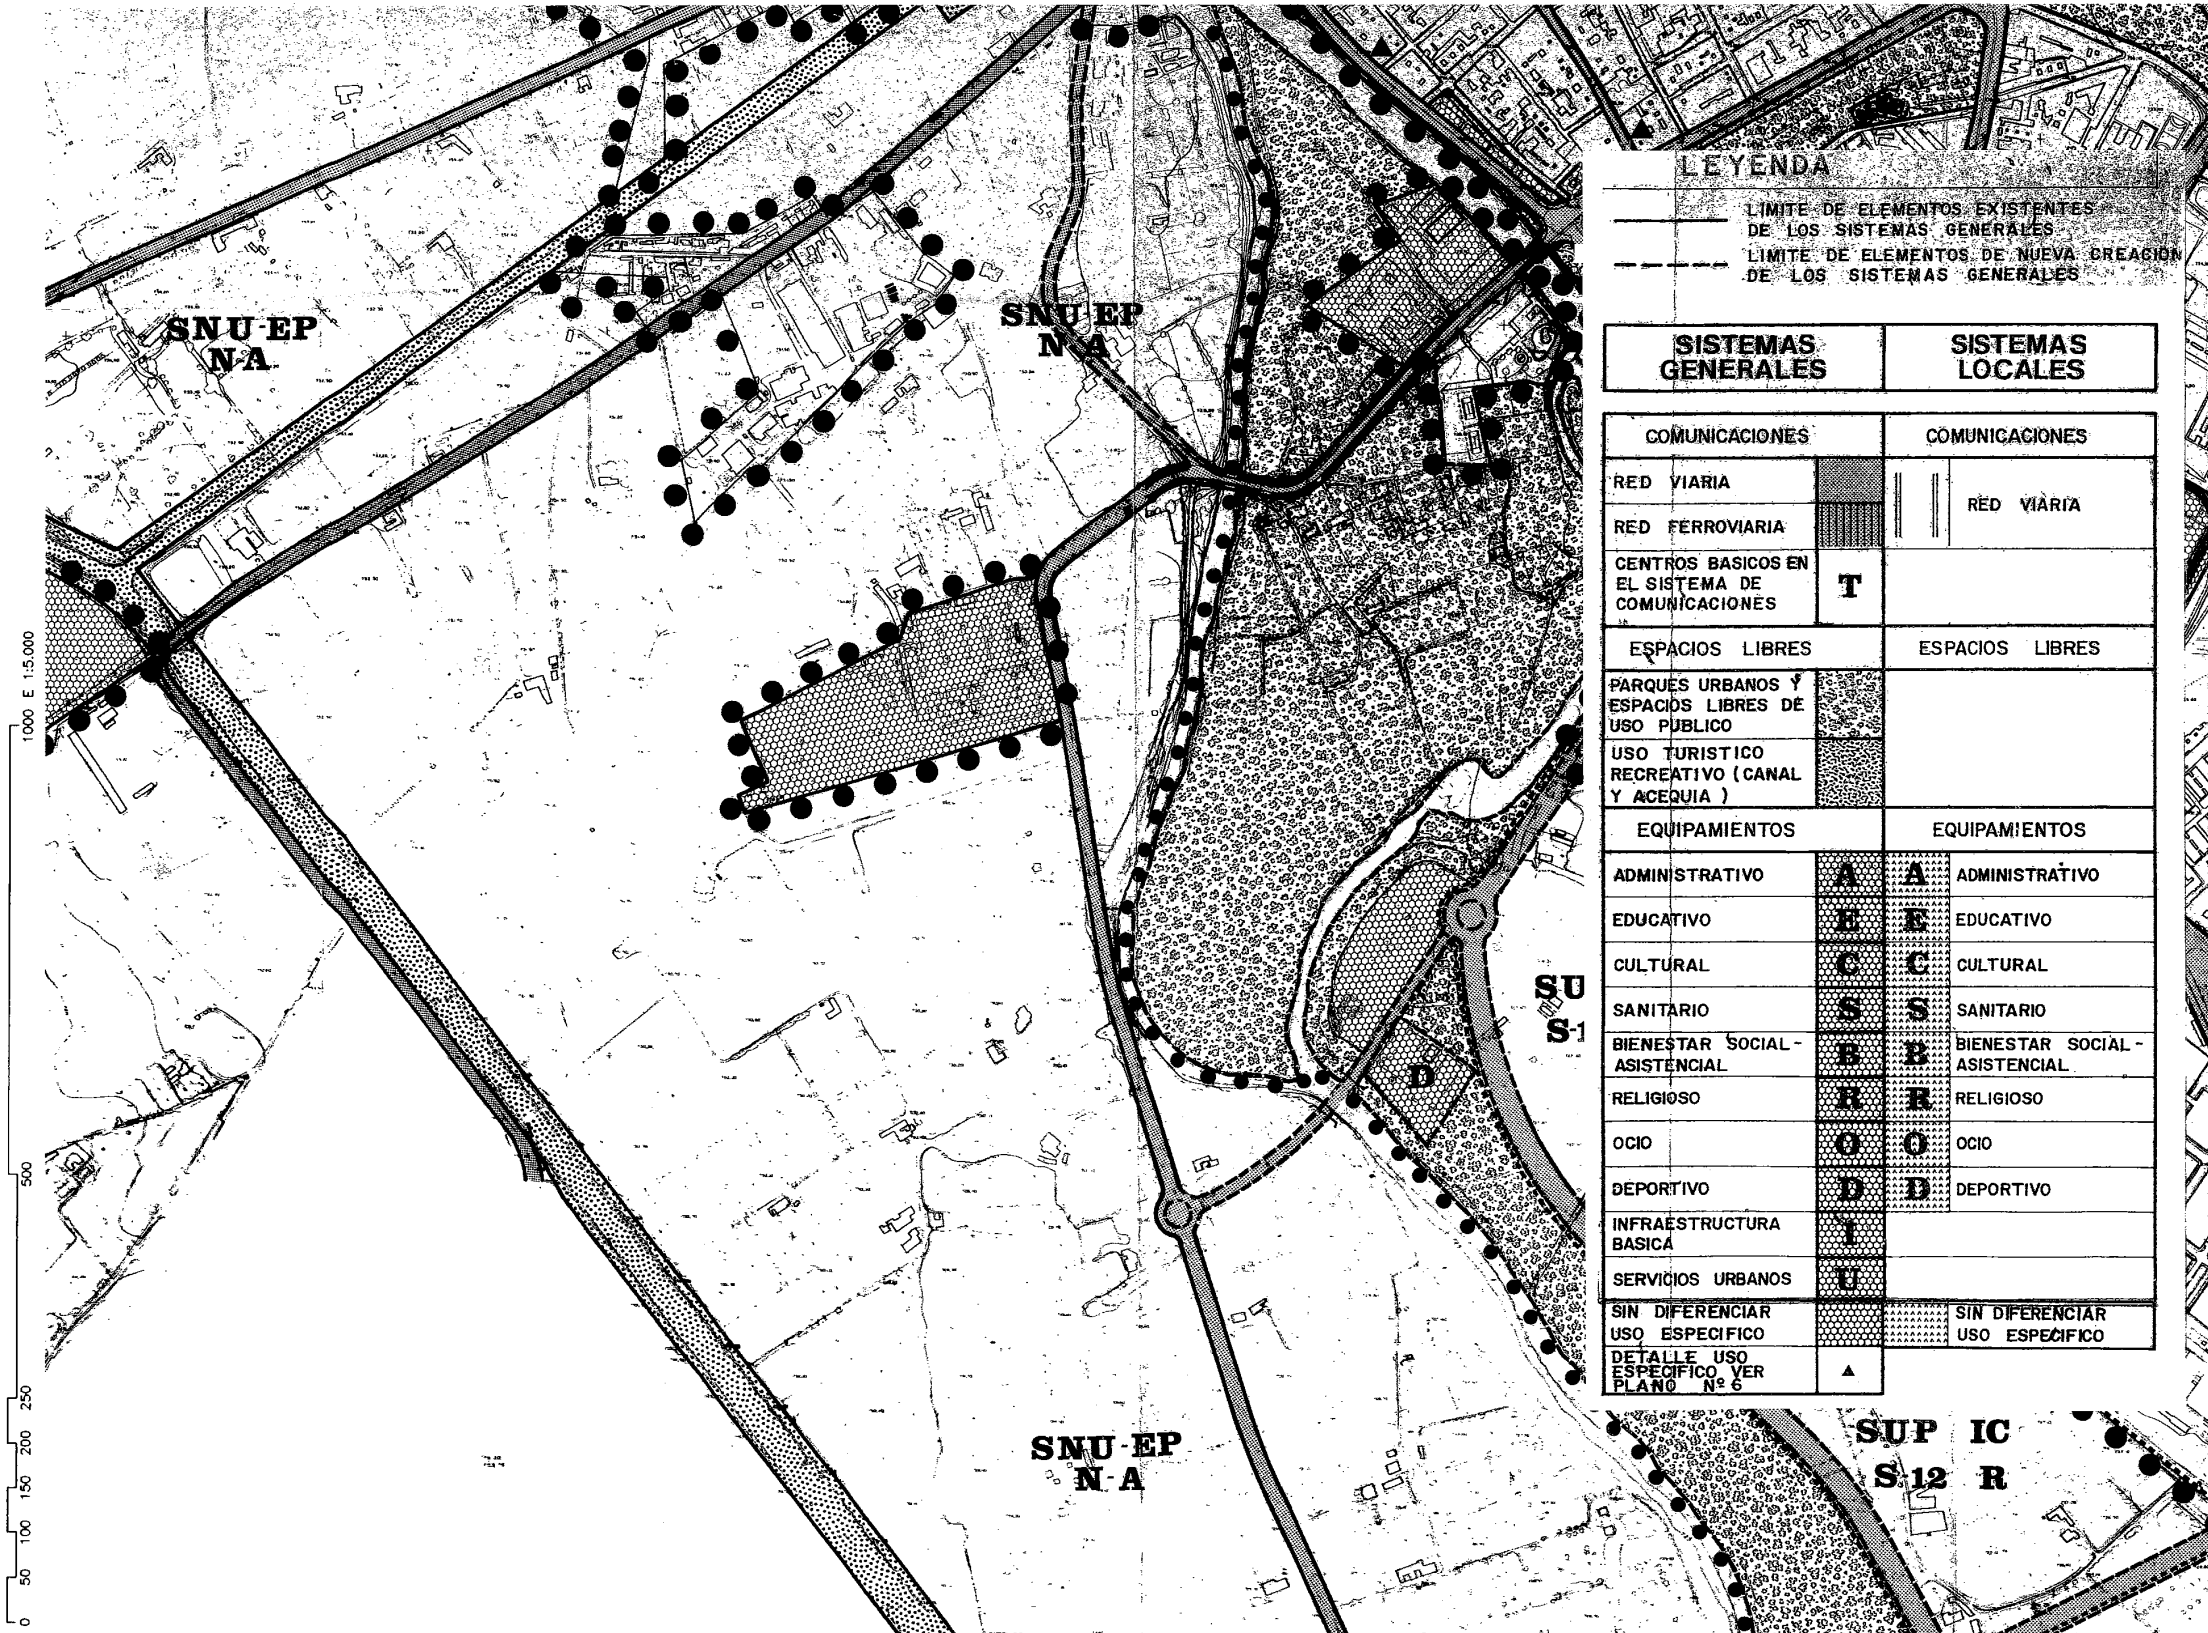 LEYENDA
LIMITE DE ELEMENTOS EXISTENTES
DE LOS SISTEMAS GENERALES
LIMITE DE ELEMENTOS DE NUEVA CREACION
DE LOS SISTEMAS GENERALES
SISTEMAS
GENERALES
SISTEMAS
LOCALES
COMUNICACIONES
COMUNICACIONES
RED VIARIA
RED VIARIA
RED FERROVIARIA
CENTROS BASICOS EN
EL SISTEMA DE
COMUNICACIONES
T
ESPACIOS LIBRES
ESPACIOS LIBRES
PARQUES URBANOS Y
ESPACIOS LIBRES DE
USO PUBLICO
USO TURISTICO
RECREATIVO (CANAL
Y ACEQUIA)
EQUIPAMIENTOS
EQUIPAMIENTOS
ADMINISTRATIVO A A ADMINISTRATIVO
EDUCATIVO E E EDUCATIVO
CULTURAL C C CULTURAL
SANITARIO S S SANITARIO
BIENESTAR SOCIAL-
ASISTENCIAL
B B
BIENESTAR SOCIAL-
ASISTENCIAL
RELIGIOSO R R RELIGIOSO
OCIO O O OCIO
DEPORTIVO D D DEPORTIVO
INFRAESTRUCTURA
BASICA
I
SERVICIOS URBANOS U
SIN DIFERENCIAR
USO ESPECIFICO
SIN DIFERENCIAR
USO ESPECIFICO
DETALLE USO
ESPECIFICO VER
PLANO Nº 6
SNU-EP
N-A
SNU-EP
N-A
SU
S-1
D
SNU-EP
N-A
SUP IC
S-12 R
1000 E 1:5.000
500
250
200
150
100
50
0